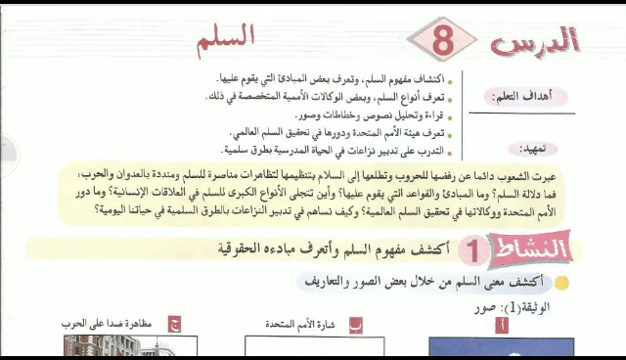 الدرس 8 السلم
أهداف التعلم:
• اكتشاف مفهوم السلم، وتعرف بعض المبادئ التي يقوم عليها.
• تعرف أنواع السلم، وبعض الوكالات الأممية المتخصصة في ذلك.
• قراءة وتحليل نصوص وخطاطات وصور.
• تعرف هيئة الأمم المتحدة ودورها في تحقيق السلم العالمي.
• التدرب على تدبير نزاعات في الحياة المدرسية بطرق سلمية.
تمهيد:
عبرت الشعوب دائما عن رفضها للحروب وتطلعها إلى السلام بتنظيمها لتظاهرات مناصرة للسلم ومنددة بالعدوان والحرب،
فما دلالة السلم؟ وما المبادئ والقواعد التي يقوم عليها؟ وأين تتجلى الأنواع الكبرى للسلم في العلاقات الإنسانية؟ وما دور
الأمم المتحدة ووكالاتها في تحقيق السلم العالمية؟ وكيف نساهم في تدبير النزاعات بالطرق السلمية في حياتنا اليومية؟
النشاط 1 أكتشف مفهوم السلم وأتعرف مبادءه الحقوقية
أكتشف معنى السلم من خلال بعض الصور والتعاريف
الوثيقة(1): صور
أ
ب شارة الأمم المتحدة
ج مظاهرة ضدا على الحرب